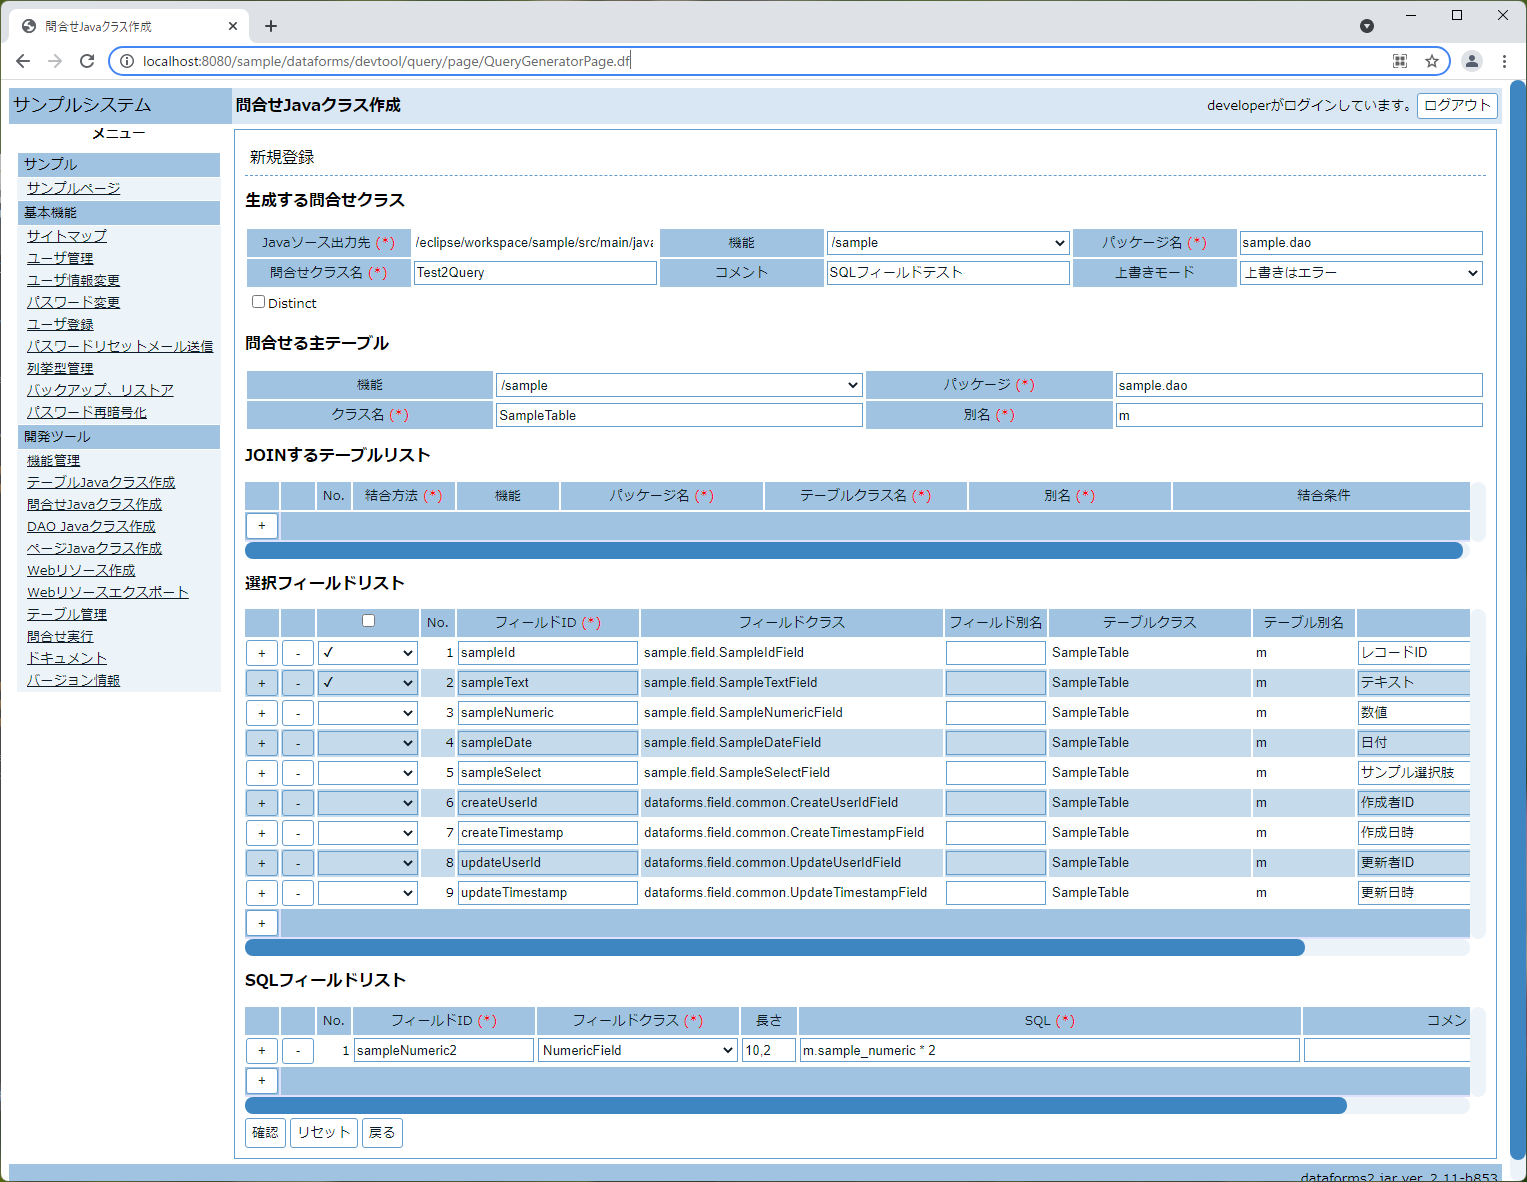 問合せJavaクラス作成
localhost:8080/sample/dataforms/devtool/query/page/QueryGeneratorPage.df
サンプルシステム
問合せJavaクラス作成
developerがログインしています。 ログアウト
メニュー
サンプル
サンプルページ
基本機能
サイトマップ
ユーザ管理
ユーザ情報変更
パスワード変更
ユーザ登録
パスワードリセットメール送信
列挙型管理
バックアップ、リストア
パスワード再暗号化
開発ツール
機能管理
テーブルJavaクラス作成
問合せJavaクラス作成
DAO Javaクラス作成
ページJavaクラス作成
Webリソース作成
Webリソースエクスポート
テーブル管理
問合せ実行
ドキュメント
バージョン情報
新規登録
生成する問合せクラス
Javaソース出力先 (*) /eclipse/workspace/sample/src/main/java 機能 /sample パッケージ名 (*) sample.dao
問合せクラス名 (*) Test2Query コメント SQLフィールドテスト 上書きモード 上書きはエラー
Distinct
問合せる主テーブル
機能 /sample パッケージ (*) sample.dao
クラス名 (*) SampleTable 別名 (*) m
JOINするテーブルリスト
No. 結合方法 (*) 機能 パッケージ名 (*) テーブルクラス名 (*) 別名 (*) 結合条件
+
選択フィールドリスト
No. フィールドID (*) フィールドクラス フィールド別名 テーブルクラス テーブル別名
+ - ✓ 1 sampleId sample.field.SampleIdField SampleTable m レコードID
+ - ✓ 2 sampleText sample.field.SampleTextField SampleTable m テキスト
+ - 3 sampleNumeric sample.field.SampleNumericField SampleTable m 数値
+ - 4 sampleDate sample.field.SampleDateField SampleTable m 日付
+ - 5 sampleSelect sample.field.SampleSelectField SampleTable m サンプル選択肢
+ - 6 createUserId dataforms.field.common.CreateUserIdField SampleTable m 作成者ID
+ - 7 createTimestamp dataforms.field.common.CreateTimestampField SampleTable m 作成日時
+ - 8 updateUserId dataforms.field.common.UpdateUserIdField SampleTable m 更新者ID
+ - 9 updateTimestamp dataforms.field.common.UpdateTimestampField SampleTable m 更新日時
+
SQLフィールドリスト
No. フィールドID (*) フィールドクラス (*) 長さ SQL (*) コメン
+ - 1 sampleNumeric2 NumericField 10,2 m.sample_numeric * 2
+
確認 リセット 戻る
dataforms2.jar ver. 2.11-b853